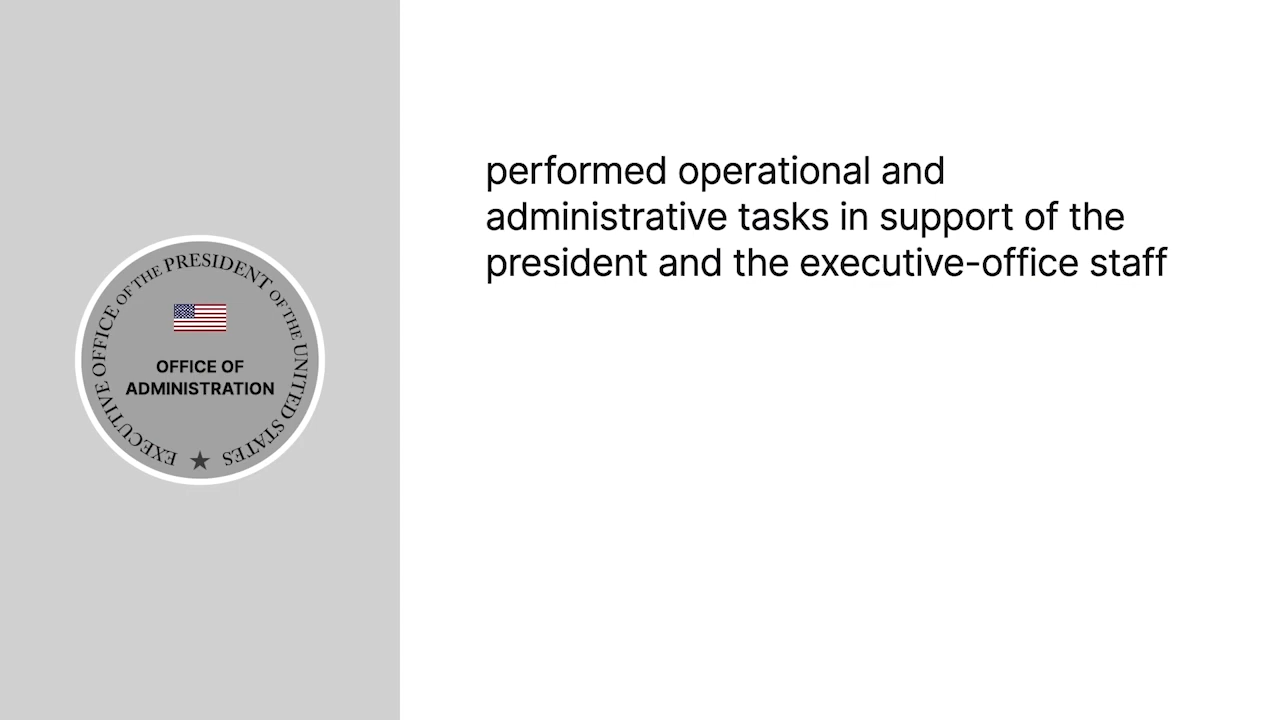 EXECUTIVE OFFICE OF THE PRESIDENT OF THE UNITED STATES
OFFICE OF
ADMINISTRATION
performed operational and
administrative tasks in support of the
president and the executive-office staff